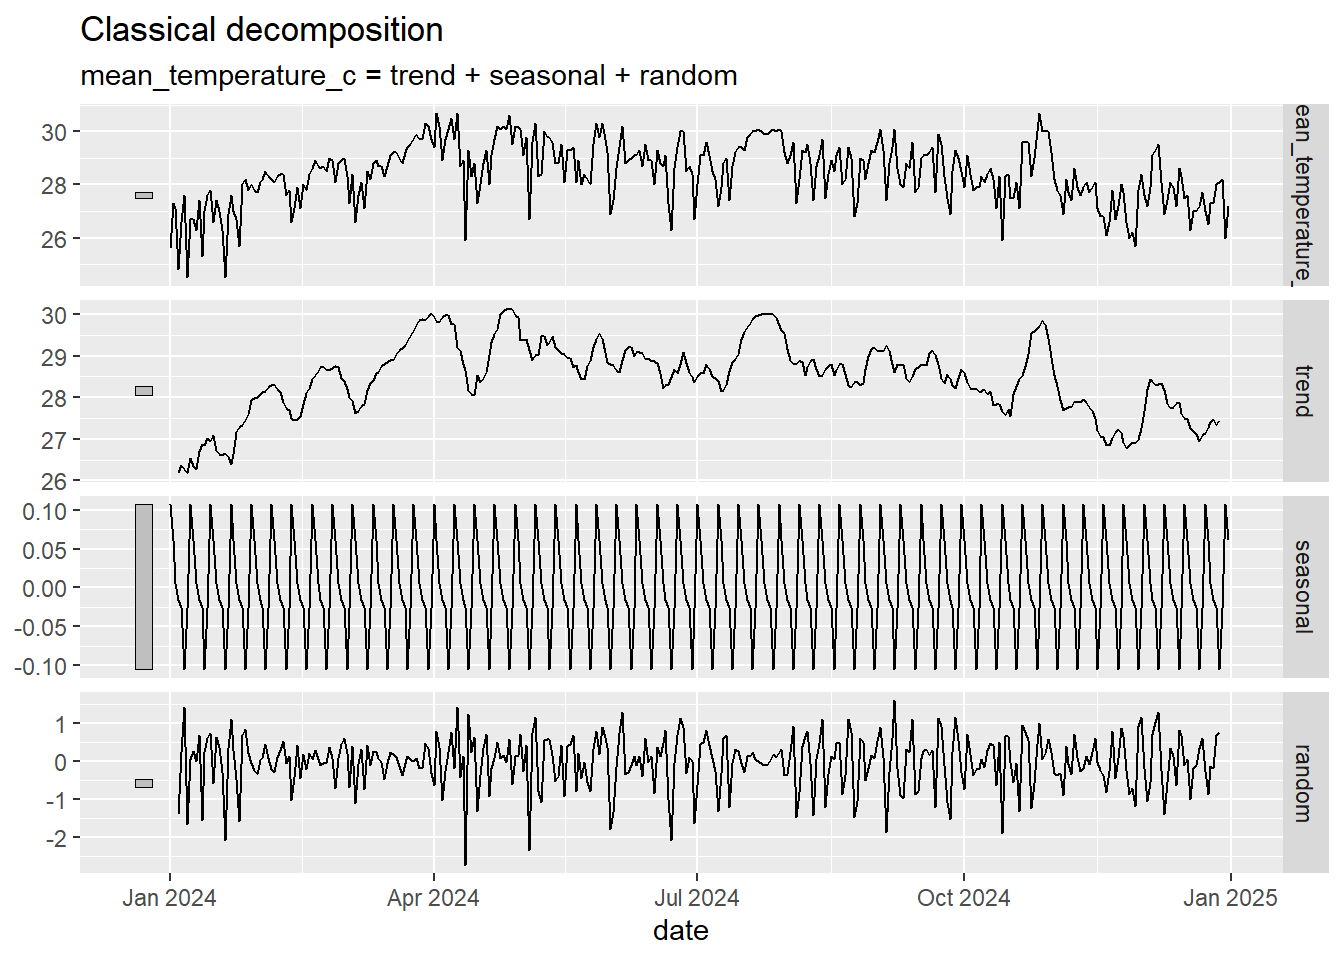 Classical decomposition
mean_temperature_c = trend + seasonal + random
30
28
26
ean_temperature_
30
29
28
27
26
trend
0.10
0.05
0.00
-0.05
-0.10
seasonal
1
0
-1
-2
random
Jan 2024 Apr 2024 Jul 2024 Oct 2024 Jan 2025
date